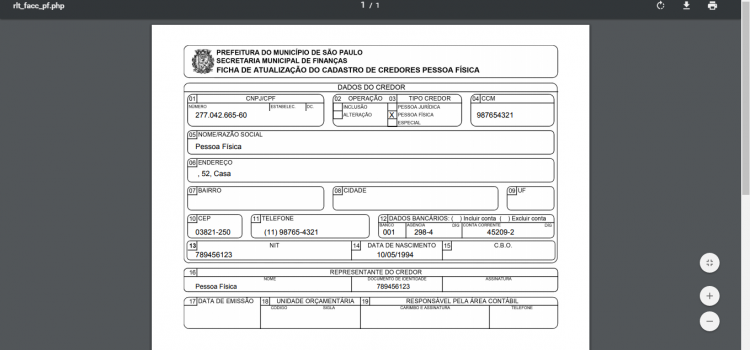 rlt_facc_pf.php
1 / 1
PREFEITURA DO MUNICÍPIO DE SÃO PAULO
SECRETARIA MUNICIPAL DE FINANÇAS
FICHA DE ATUALIZAÇÃO DO CADASTRO DE CREDORES PESSOA FÍSICA
DADOS DO CREDOR
01 CNPJ/CPF
NÚMERO ESTABELEC. DC.
277.042.665-60
02 OPERAÇÃO 03 TIPO CREDOR
INCLUSÃO PESSOA JURÍDICA
ALTERAÇÃO X PESSOA FÍSICA
ESPECIAL
04 CCM
987654321
05 NOME/RAZÃO SOCIAL
Pessoa Física
06 ENDEREÇO
, 52, Casa
07 BAIRRO 08 CIDADE 09 UF
10 CEP
03821-250
11 TELEFONE
(11) 98765-4321
12 DADOS BANCÁRIOS: ( ) Incluir conta ( ) Excluir conta
BANCO AGENCIA DIG CONTA CORRENTE DIG
001 298-4 45209-2
13 NIT 14 DATA DE NASCIMENTO 15 C.B.O.
789456123 10/05/1994
16 REPRESENTANTE DO CREDOR
NOME DOCUMENTO DE IDENTIDADE ASSINATURA
Pessoa Física 789456123
17 DATA DE EMISSÃO 18 UNIDADE ORÇAMENTÁRIA 19 RESPONSÁVEL PELA ÁREA CONTÁBIL
CÓDIGO SIGLA CARIMBO E ASSINATURA TELEFONE